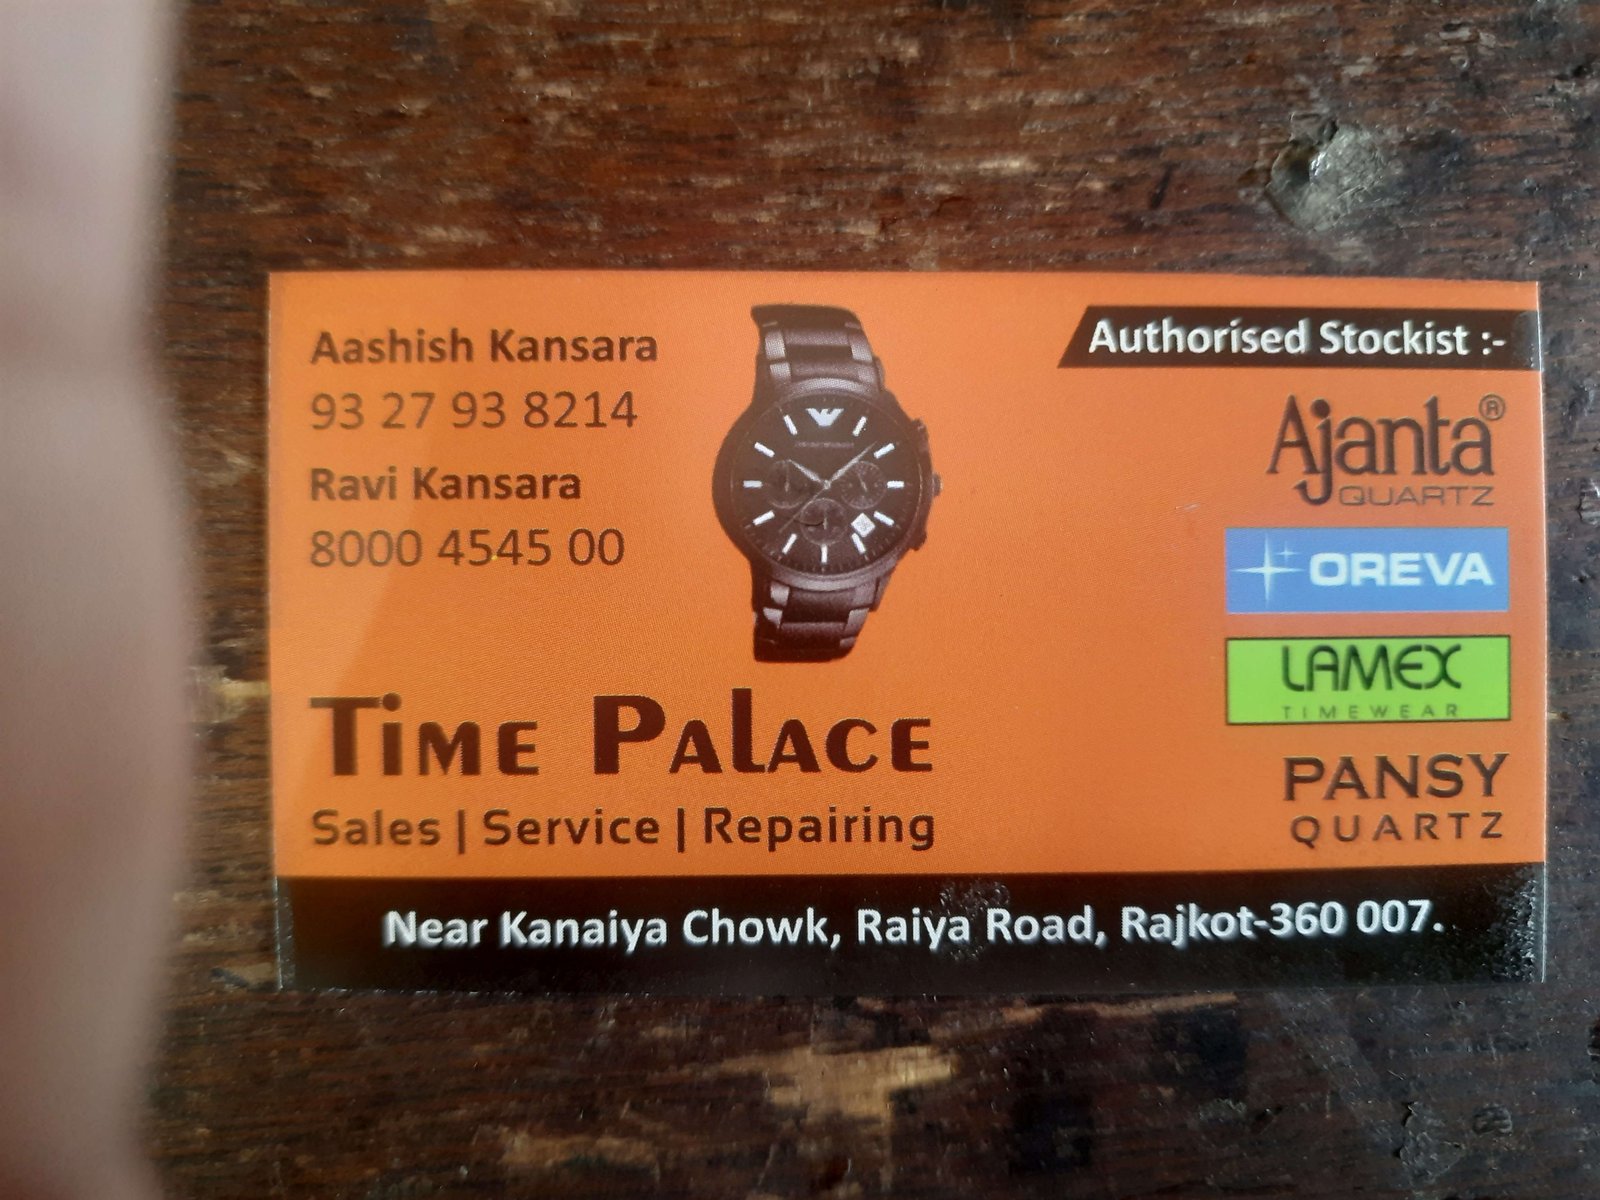 Aashish Kansara
93 27 93 8214
Ravi Kansara
8000 4545 00
Time Palace
Sales | Service | Repairing
Authorised Stockist :-
Ajanta®
QUARTZ
OREVA
LAMEX
TIMEWEAR
PANSY
QUARTZ
Near Kanaiya Chowk, Raiya Road, Rajkot-360 007.